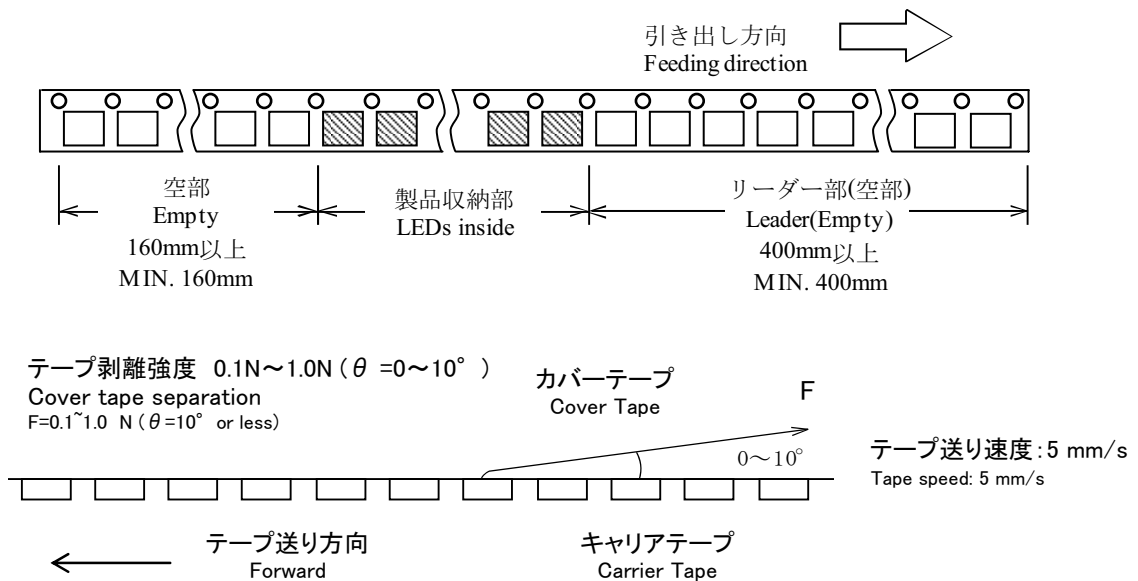 引き出し方向
Feeding direction
空部
Empty
160mm以上
MIN. 160mm
製品収納部
LEDs inside
リーダー部(空部)
Leader(Empty)
400mm以上
MIN. 400mm
テープ剥離強度 0.1N～1.0N（θ =0～10°）
Cover tape separation
F=0.1~1.0 N（θ=10° or less）
カバーテープ
Cover Tape
F
0～10°
テープ送り速度：5 mm/s
Tape speed: 5 mm/s
テープ送り方向
Forward
キャリアテープ
Carrier Tape